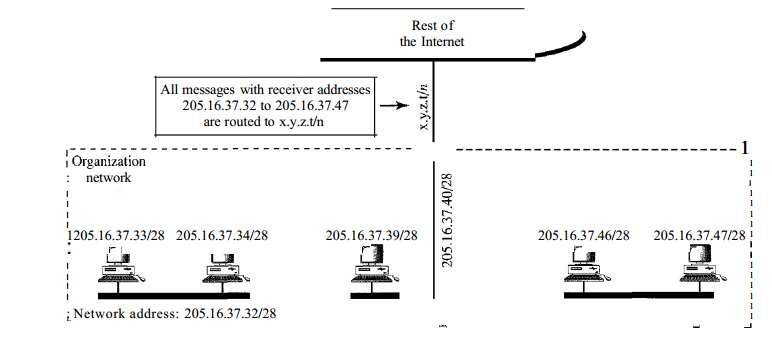 Rest of
the Internet
All messages with receiver addresses
205.16.37.32 to 205.16.37.47
are routed to x.y.z.t/n
x.y.z.t/n
1
Organization
: network
205.16.37.40/28
1205.16.37.33/28 205.16.37.34/28 205.16.37.39/28 205.16.37.46/28 205.16.37.47/28
; Network address: 205.16.37.32/28